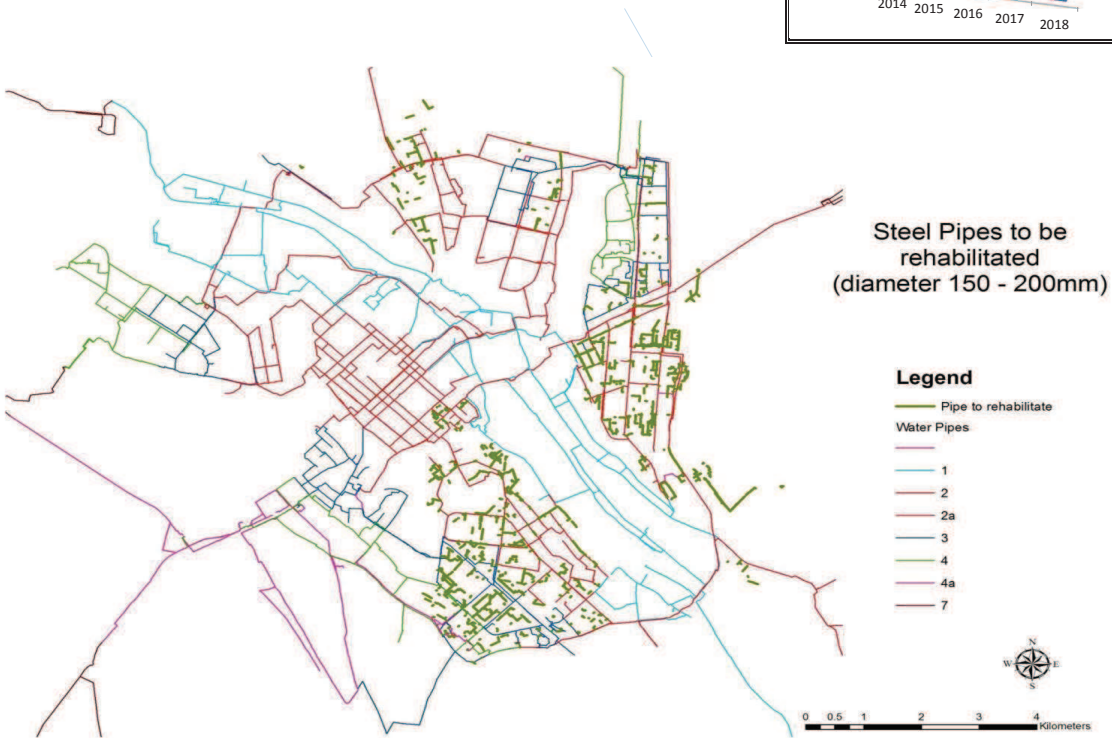 2014 2015 2016 2017 2018
Steel Pipes to be
rehabilitated
(diameter 150 - 200mm)
Legend
Pipe to rehabilitate
Water Pipes
1
2
2a
3
4
4a
7
N
W E
S
0 0.5 1 2 3 4
Kilometers